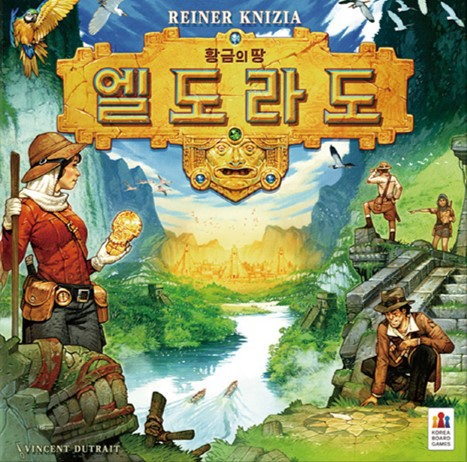 REINER KNIZIA
황금의 땅
엘도라도
VINCENT DUTRAIT
KOREA
BOARD
GAMES